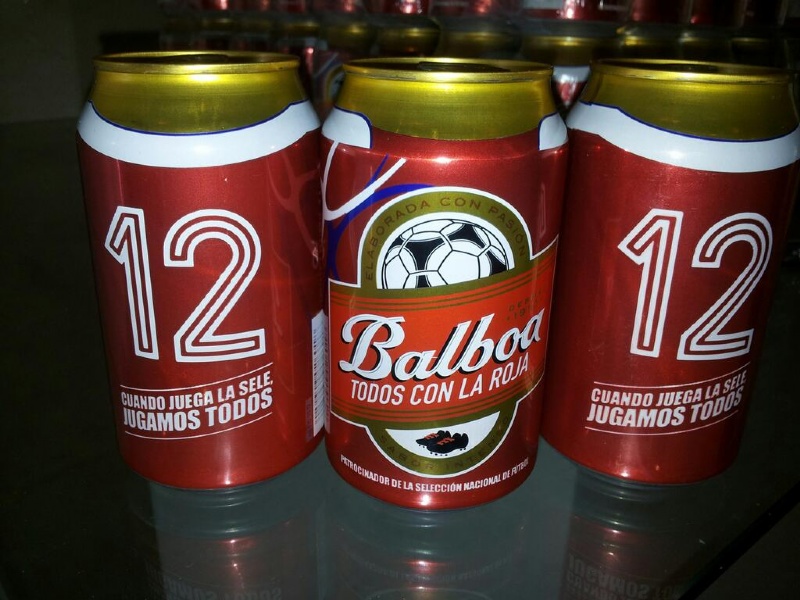 12
CUANDO JUEGA LA SELE,
JUGAMOS TODOS
ELABORADA CON PASIÓN
Balboa
TODOS CON LA ROJA
PATROCINADOR DE LA SELECCIÓN NACIONAL DE FUTBOL
12
CUANDO JUEGA LA SELE,
JUGAMOS TODOS